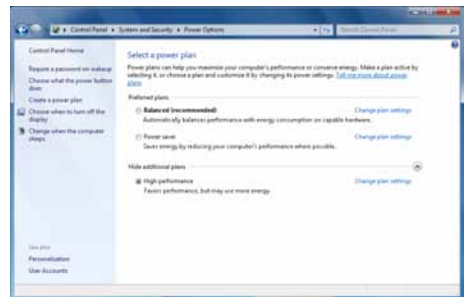 Control Panel ▸ System and Security ▸ Power Options
Search Control Panel
Control Panel Home
Require a password on wakeup
Choose what the power button does
Create a power plan
Choose when to turn off the display
Change when the computer sleeps
See also
Personalization
User Accounts
Select a power plan
Power plans can help you maximize your computer's performance or conserve energy. Make a plan active by
selecting it, or choose a plan and customize it by changing its power settings. Tell me more about power
plans
Preferred plans
Balanced (recommended) Change plan settings
Automatically balances performance with energy consumption on capable hardware.
Power saver Change plan settings
Saves energy by reducing your computer's performance where possible.
Hide additional plans
High performance Change plan settings
Favors performance, but may use more energy.